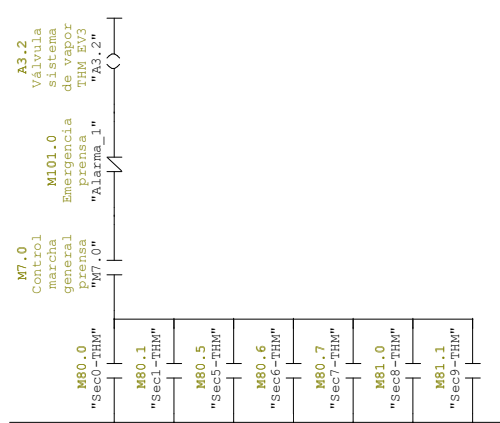 A3.2
Válvula
sistema
de vapor
THM EV3
"A3.2"
M101.0
Emergencia
prensa
"Alarma_1"
M7.0
Control
marcha
general
prensa
"M7.0"
M80.0
"Sec0-THM"
M80.1
"Sec1-THM"
M80.5
"Sec5-THM"
M80.6
"Sec6-THM"
M80.7
"Sec7-THM"
M81.0
"Sec8-THM"
M81.1
"Sec9-THM"